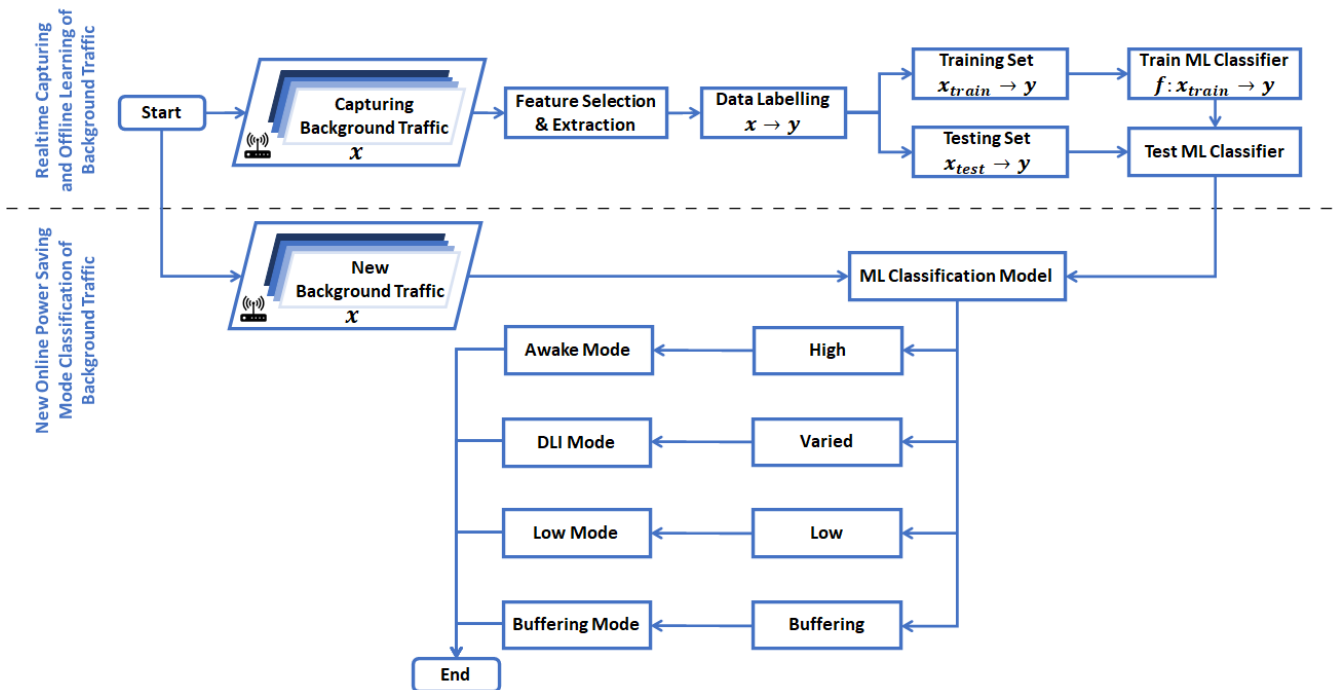 Realtime Capturing
and Offline Learning of
Background Traffic
Start
Capturing
Background Traffic
x
Feature Selection
& Extraction
Data Labelling
x → y
Training Set
x_train → y
Train ML Classifier
f: x_train → y
Testing Set
x_test → y
Test ML Classifier
New Online Power Saving
Mode Classification of
Background Traffic
New
Background Traffic
x
ML Classification Model
Awake Mode
High
DLI Mode
Varied
Low Mode
Low
Buffering Mode
Buffering
End